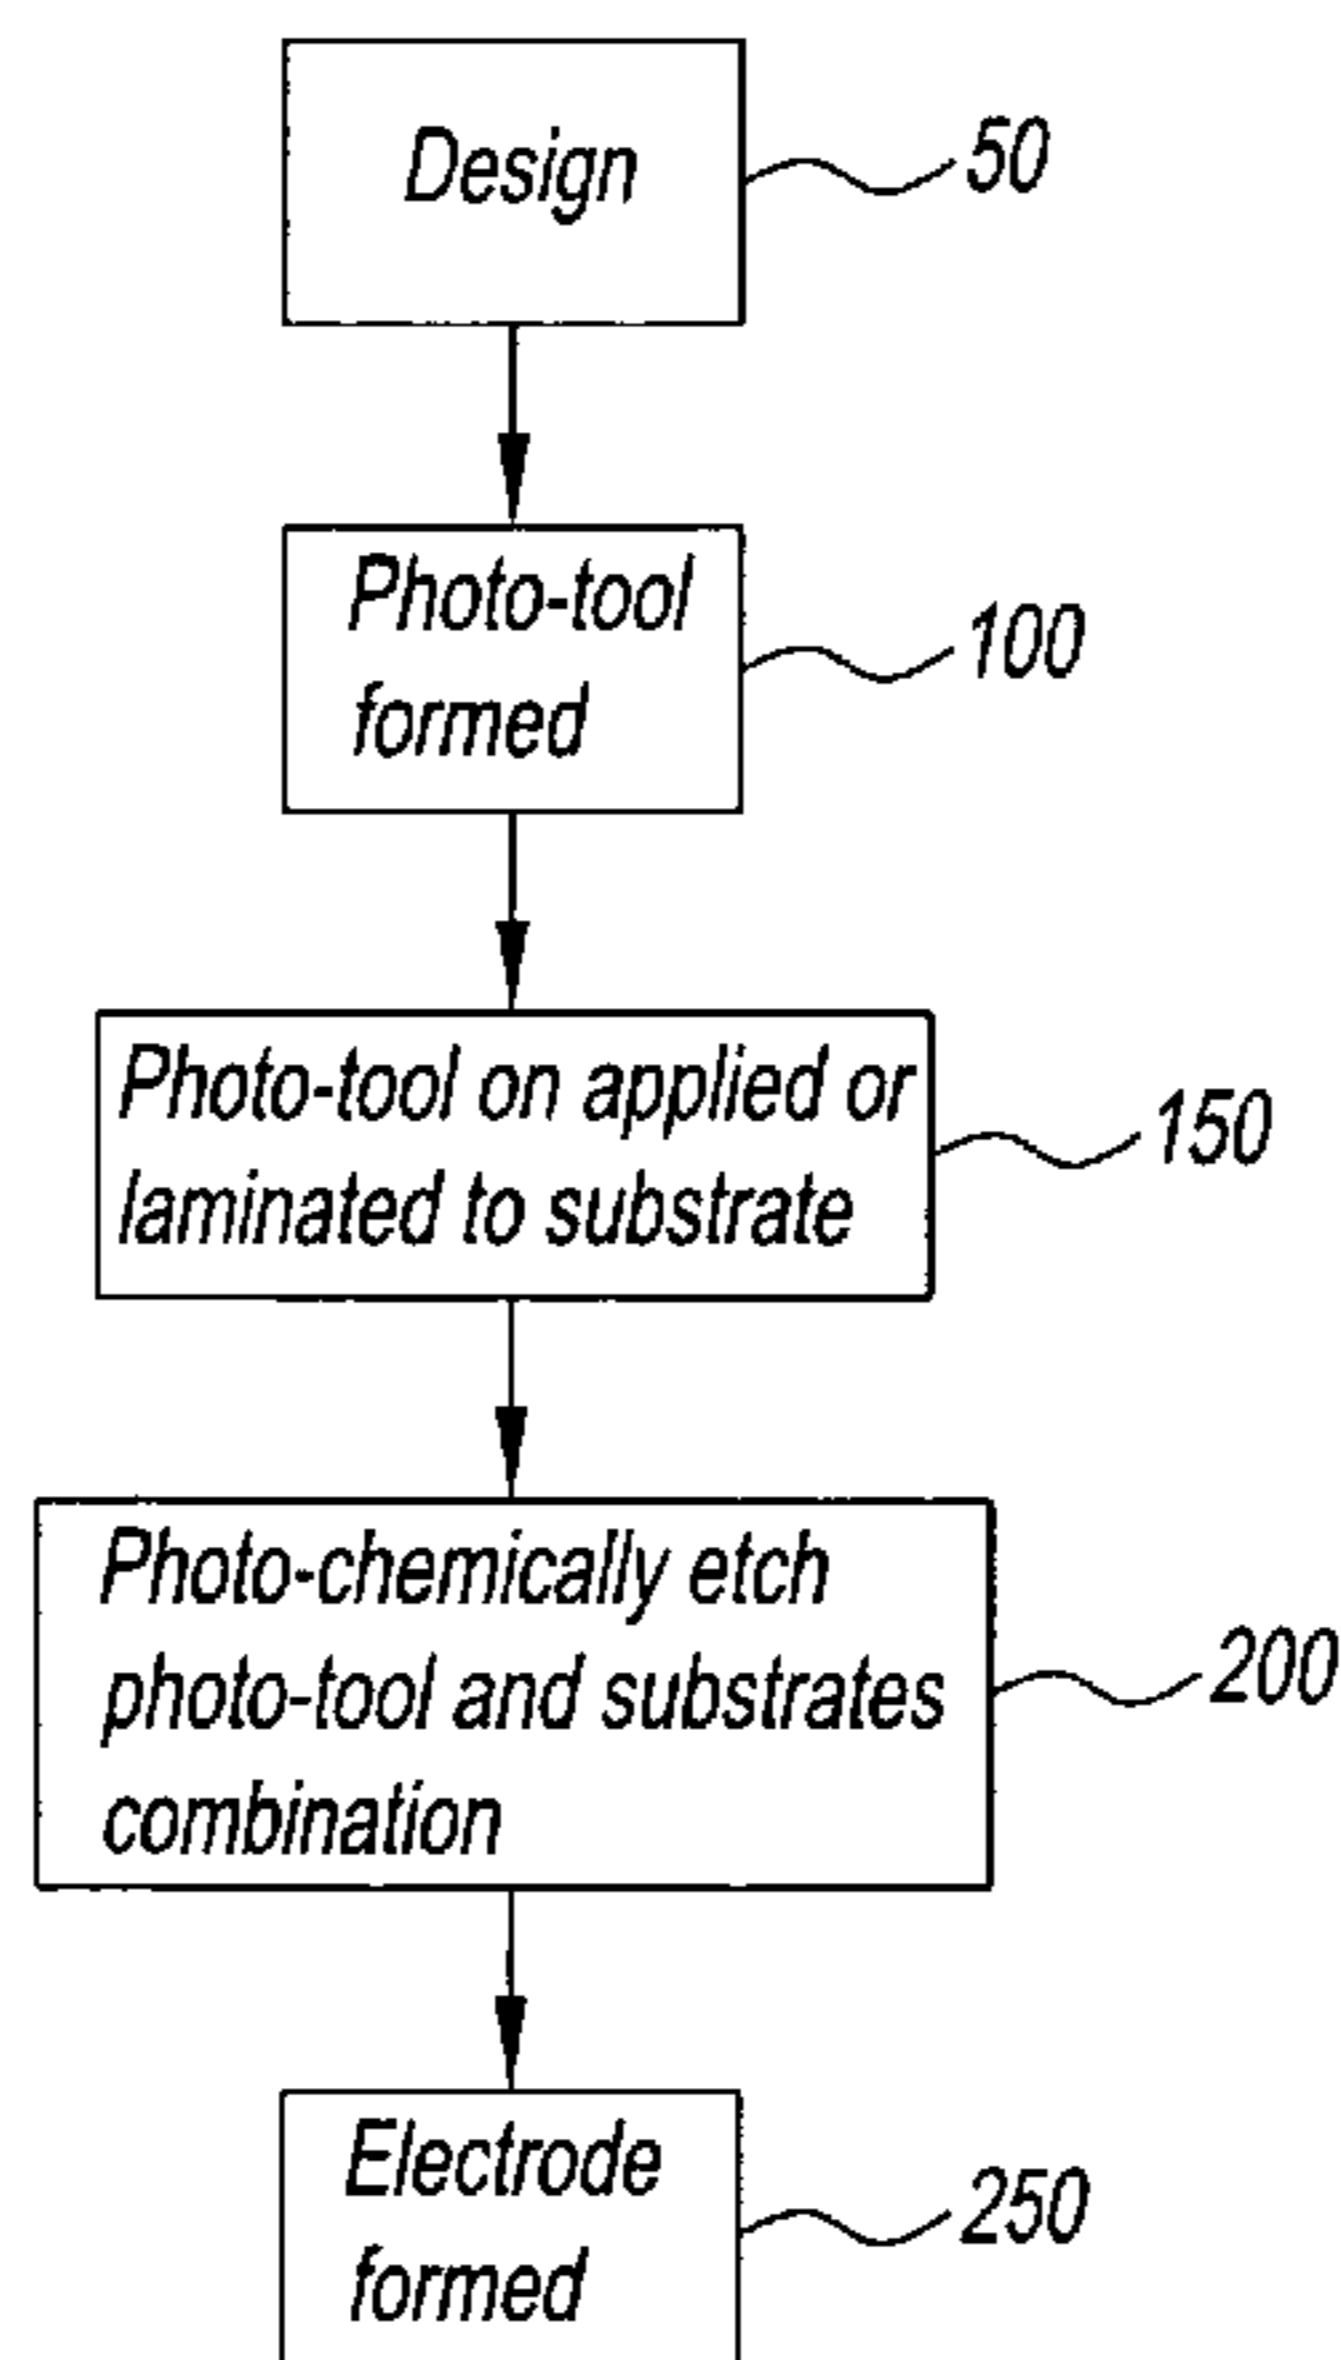 Design
50
Photo-tool
formed
100
Photo-tool on applied or
laminated to substrate
150
Photo-chemically etch
photo-tool and substrates
combination
200
Electrode
formed
250